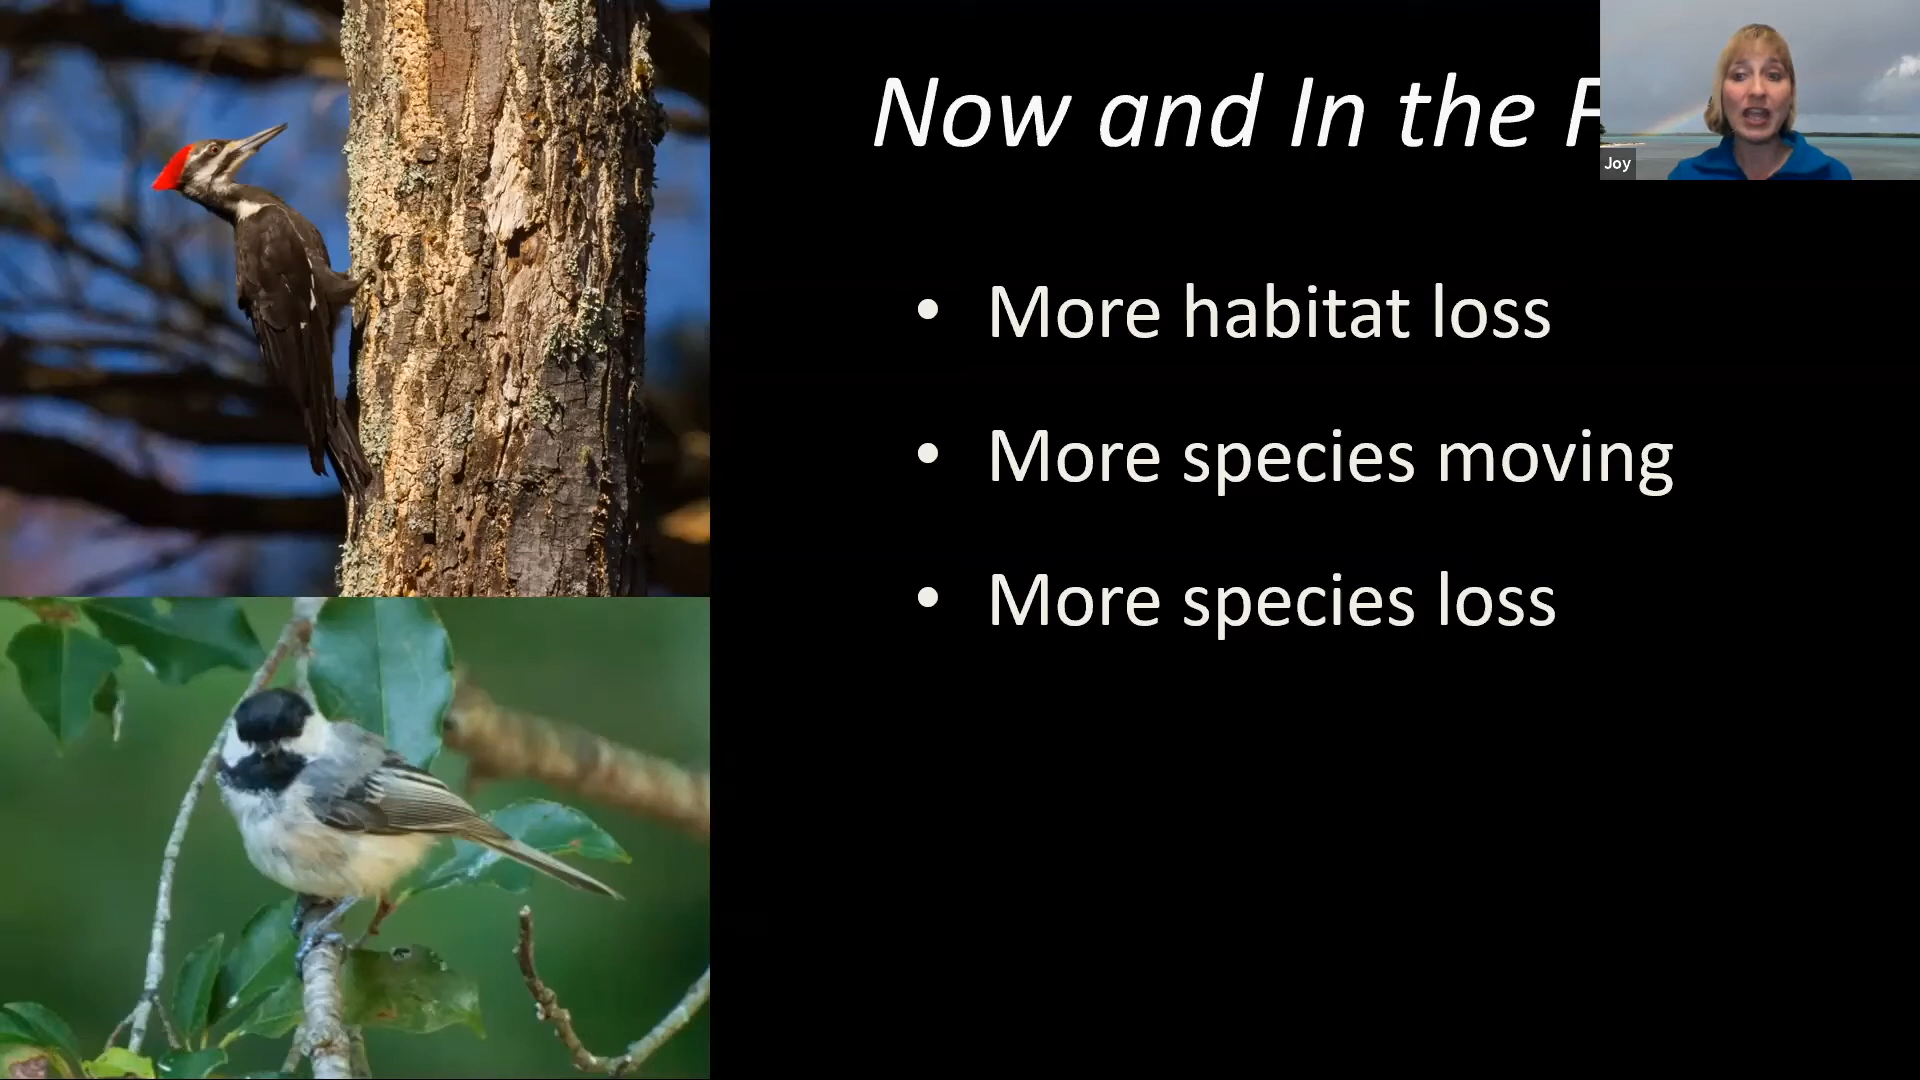 Now and In the F
Joy
• More habitat loss
• More species moving
• More species loss